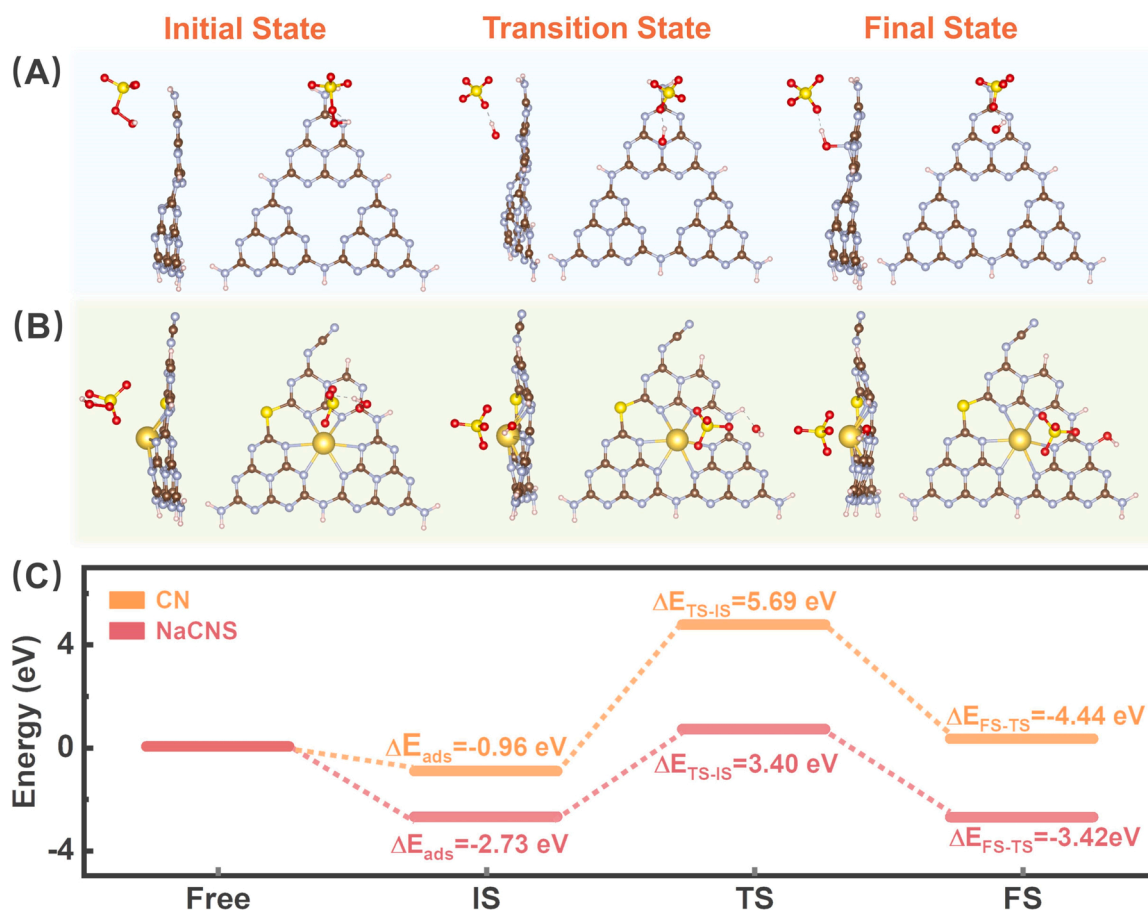 Initial State Transition State Final State
(A)
(B)
(C)
CN
NaCNS
Energy (eV)
4
0
-4
ΔE_TS-IS=5.69 eV
ΔE_FS-TS=-4.44 eV
ΔE_ads=-0.96 eV
ΔE_TS-IS=3.40 eV
ΔE_ads=-2.73 eV
ΔE_FS-TS=-3.42eV
Free IS TS FS